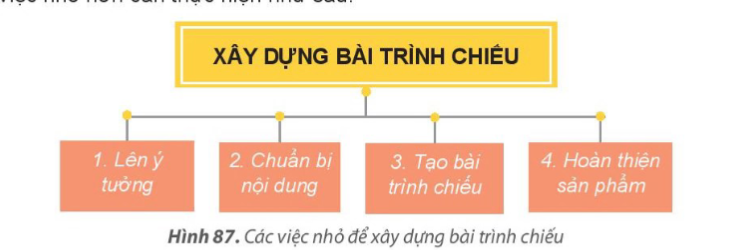 XÂY DỰNG BÀI TRÌNH CHIẾU
1. Lên ý
tưởng
2. Chuẩn bị
nội dung
3. Tạo bài
trình chiếu
4. Hoàn thiện
sản phẩm
Hình 87. Các việc nhỏ để xây dựng bài trình chiếu